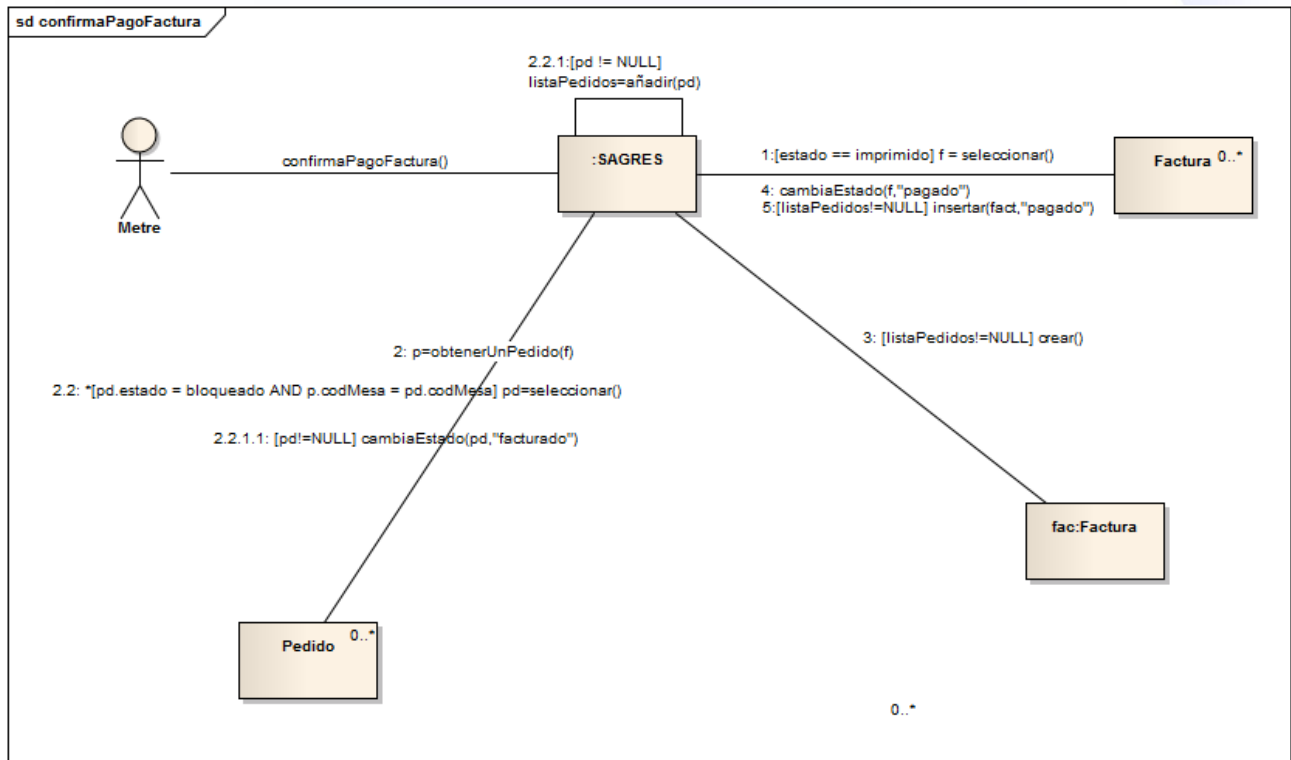 sd confirmaPagoFactura
2.2.1:[pd != NULL]
listaPedidos=añadir(pd)
confirmaPagoFactura()
:SAGRES
1:[estado == imprimido] f = seleccionar()
Factura 0..*
4: cambiaEstado(f,"pagado")
5:[listaPedidos!=NULL] insertar(fact,"pagado")
Metre
3: [listaPedidos!=NULL] crear()
2: p=obtenerUnPedido(f)
2.2: *[pd.estado = bloqueado AND p.codMesa = pd.codMesa] pd=seleccionar()
2.2.1.1: [pd!=NULL] cambiaEstado(pd,"facturado")
fac:Factura
Pedido 0..*
0..*